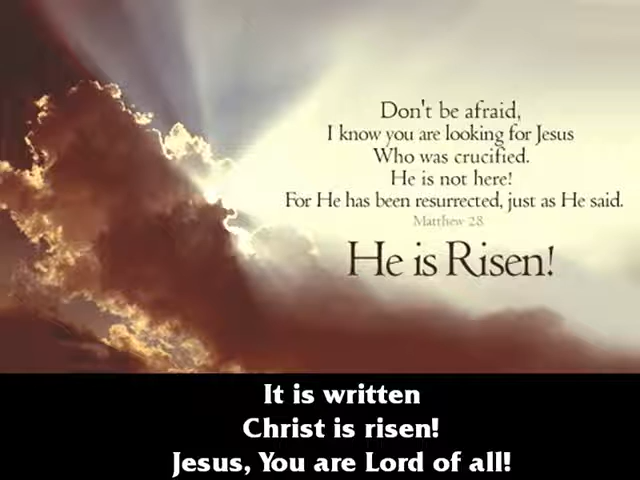 Don't be afraid,
I know you are looking for Jesus
Who was crucified.
He is not here!
For He has been resurrected, just as He said.
Matthew 28
He is Risen!
It is written
Christ is risen!
Jesus, You are Lord of all!